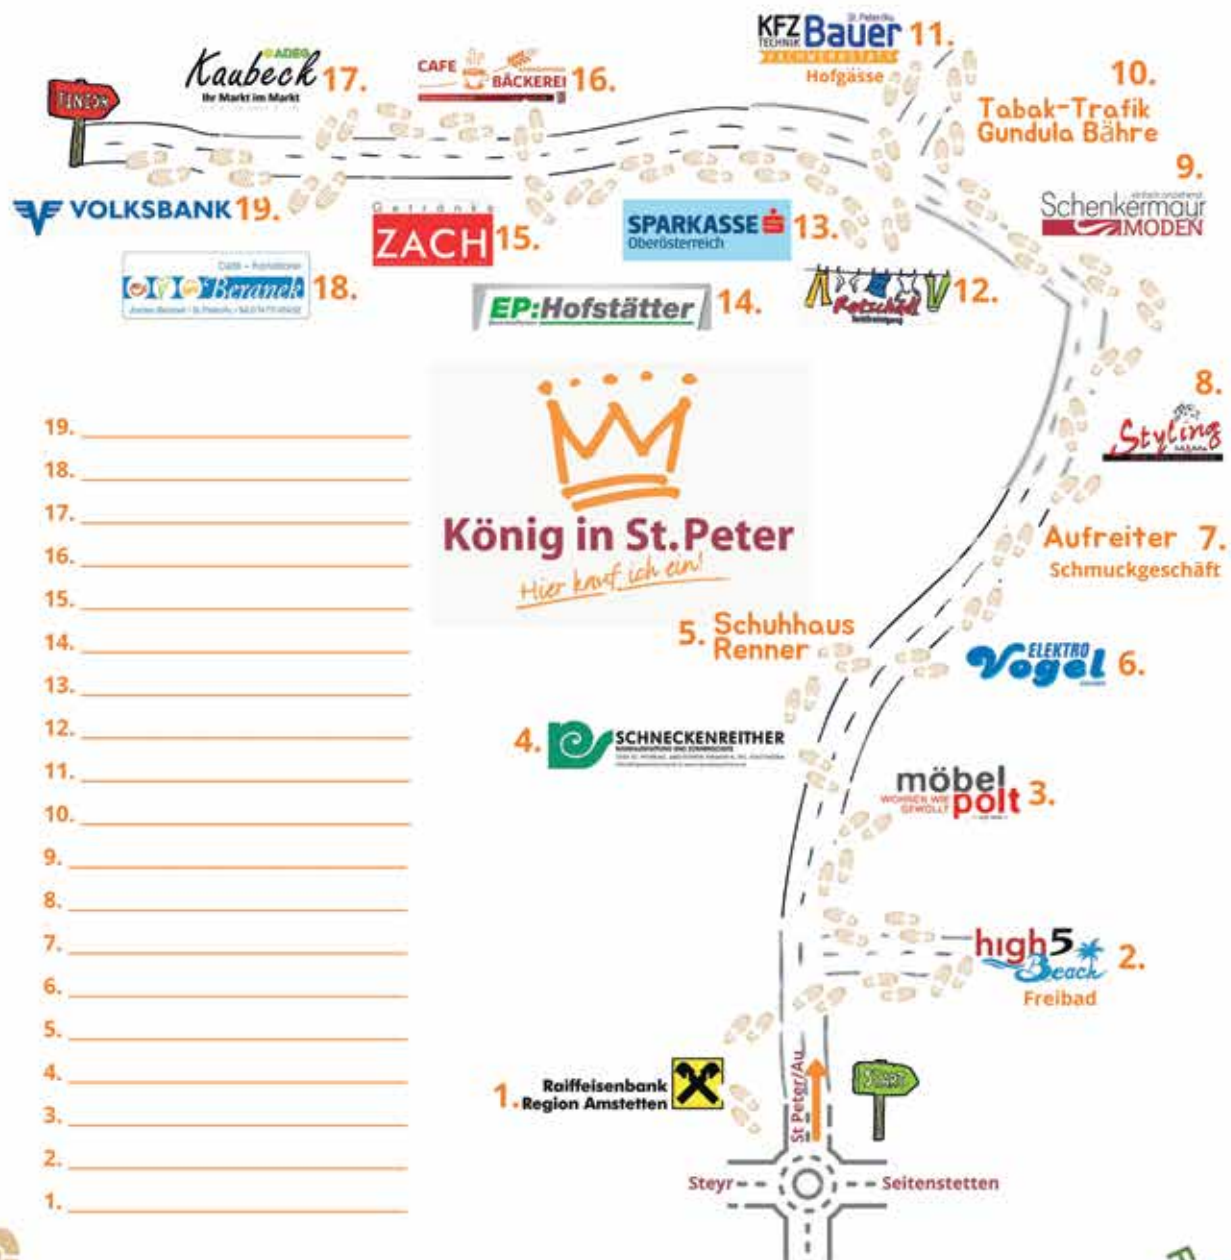 KFZ Bauer 11.
TECHNIK
FACHWERKSTATT
Hofgasse
ADEG
Kaubeck 17.
Ihr Markt im Markt
CAFE
BÄCKEREI 16.
10.
Tabak-Trafik
Gundula Bähre
9.
Schenkermaur
MODEN
VOLKSBANK 19.
Getränke
ZACH 15.
SPARKASSE 13.
Oberösterreich
Beranek 18.
EP:Hofstätter 14.
12.
König in St.Peter
Hier kauf ich ein!
8.
Styling
Aufreiter 7.
Schmuckgeschäft
5. Schuhhaus
Renner
ELEKTRO
Vogel 6.
4. SCHNECKENREITHER
möbel
WOHNEN WIE
GEWOLLT polt 3.
high5
Beach 2.
Freibad
1. Raiffeisenbank
Region Amstetten
St Peter/Au
START
Steyr
Seitenstetten
19.
18.
17.
16.
15.
14.
13.
12.
11.
10.
9.
8.
7.
6.
5.
4.
3.
2.
1.